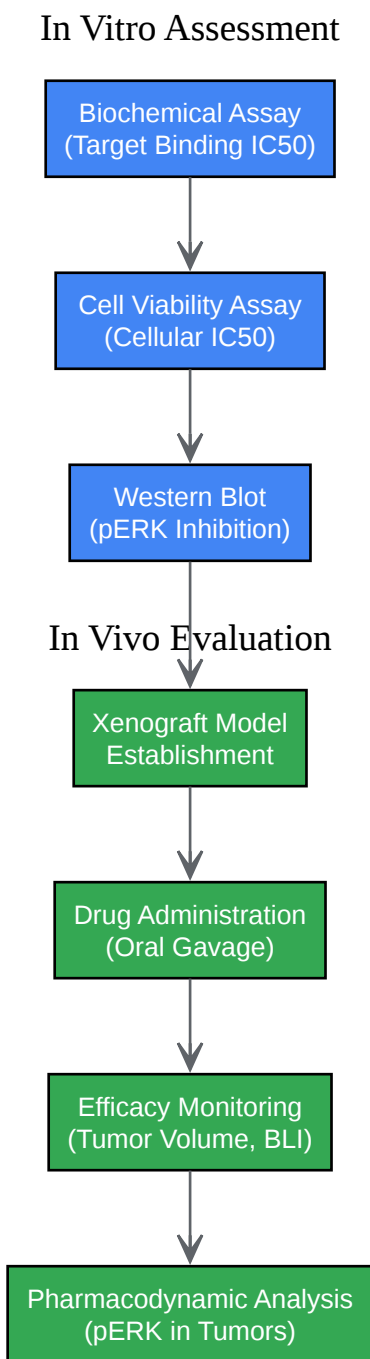 In Vitro Assessment
Biochemical Assay
(Target Binding IC50)
Cell Viability Assay
(Cellular IC50)
Western Blot
(pERK Inhibition)
In Vivo Evaluation
Xenograft Model
Establishment
Drug Administration
(Oral Gavage)
Efficacy Monitoring
(Tumor Volume, BLI)
Pharmacodynamic Analysis
(pERK in Tumors)